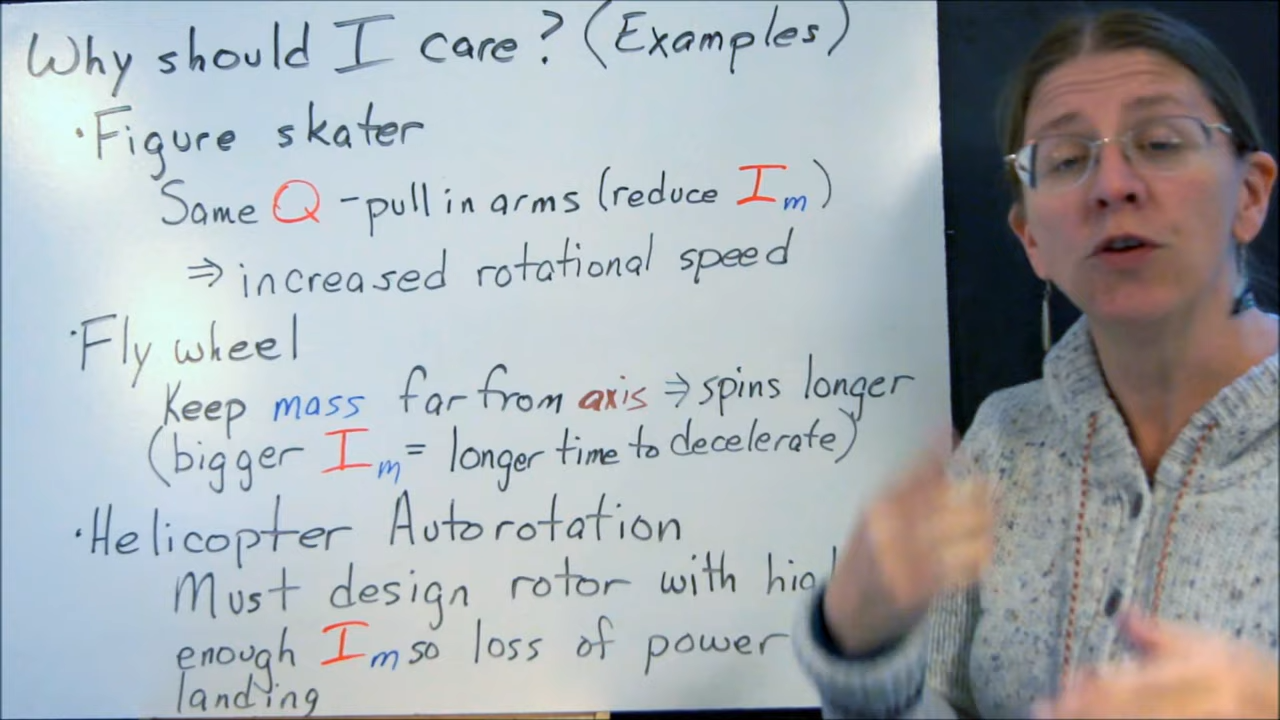 Why should I care? (Examples)
· Figure skater
Same Q - pull in arms (reduce Im)
⇒ increased rotational speed
· Fly wheel
Keep mass far from axis ⇒ spins longer
(bigger Im = longer time to decelerate)
· Helicopter Autorotation
Must design rotor with
enough Im so loss of power
landing